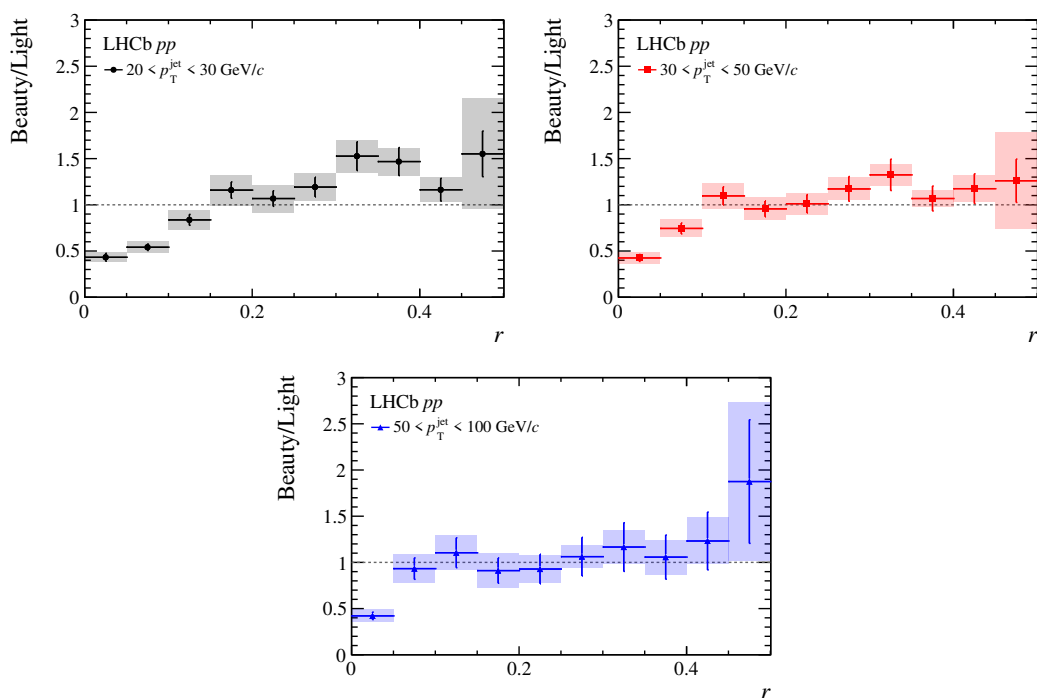 Beauty/Light
3
2.5
2
1.5
1
0.5
0
LHCb pp
20 < p_T^jet < 30 GeV/c
0
0.2
0.4
r
Beauty/Light
3
2.5
2
1.5
1
0.5
0
LHCb pp
30 < p_T^jet < 50 GeV/c
0
0.2
0.4
r
Beauty/Light
3
2.5
2
1.5
1
0.5
0
LHCb pp
50 < p_T^jet < 100 GeV/c
0
0.2
0.4
r